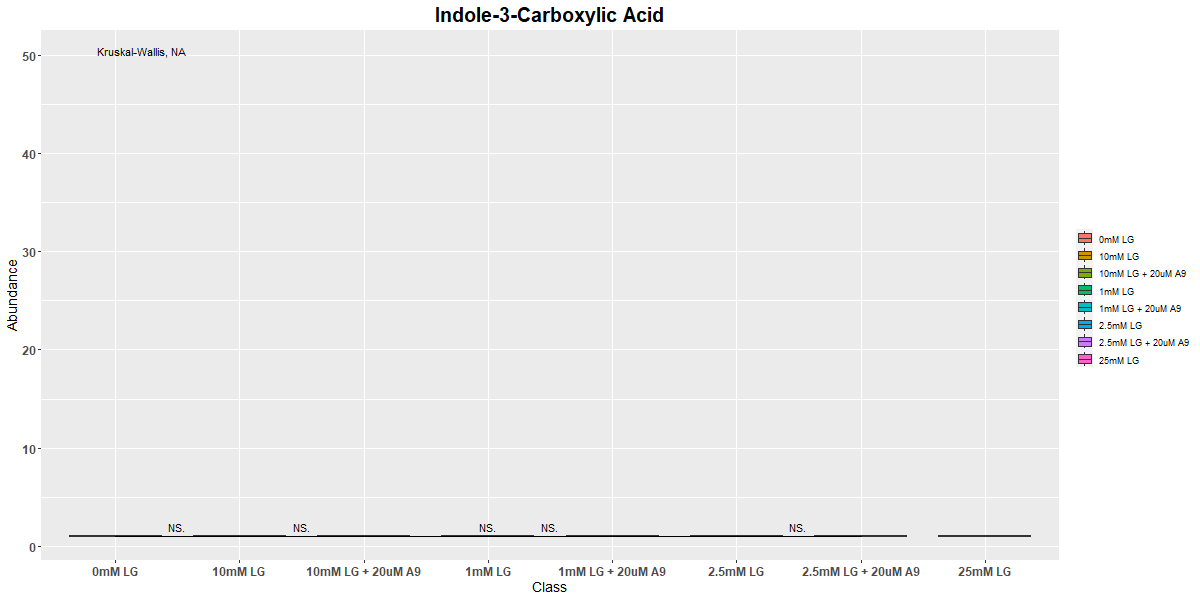 Indole-3-Carboxylic Acid
Kruskal-Wallis, NA
50
40
30
20
10
0
Abundance
NS.
NS.
NS.
NS.
NS.
0mM LG
10mM LG
10mM LG + 20uM A9
1mM LG
1mM LG + 20uM A9
2.5mM LG
2.5mM LG + 20uM A9
25mM LG
Class
0mM LG
10mM LG
10mM LG + 20uM A9
1mM LG
1mM LG + 20uM A9
2.5mM LG
2.5mM LG + 20uM A9
25mM LG